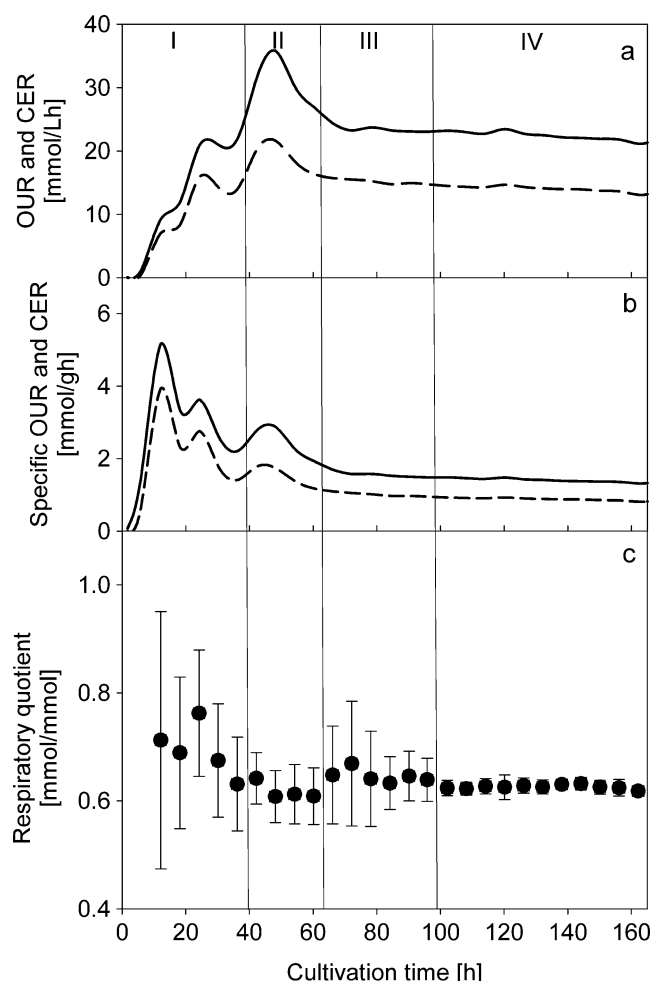 I II III IV
a
OUR and CER
[mmol/Lh]
40
30
20
10
0
b
Specific OUR and CER
[mmol/gh]
6
4
2
0
c
Respiratory quotient
[mmol/mmol]
1.0
0.8
0.6
0.4
0 20 40 60 80 100 120 140 160
Cultivation time [h]